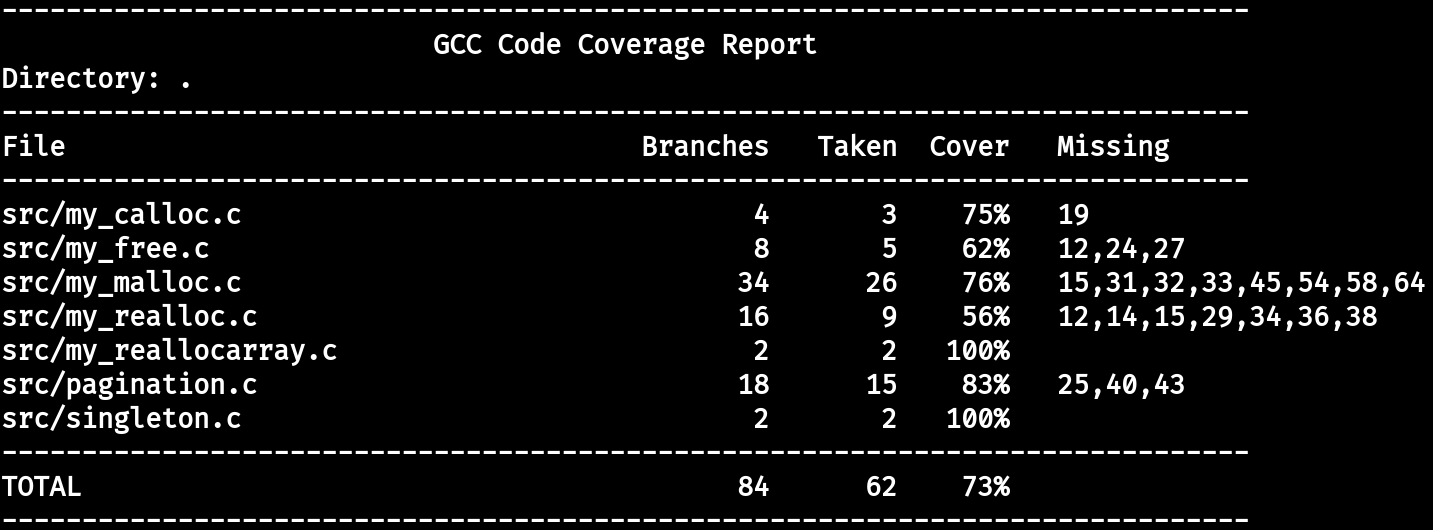 ------------------------------------------------------------------------------
                           GCC Code Coverage Report
Directory: .
------------------------------------------------------------------------------
File                                    Branches   Taken  Cover   Missing
------------------------------------------------------------------------------
src/my_calloc.c                                4       3    75%   19
src/my_free.c                                  8       5    62%   12,24,27
src/my_malloc.c                               34      26    76%   15,31,32,33,45,54,58,64
src/my_realloc.c                              16       9    56%   12,14,15,29,34,36,38
src/my_reallocarray.c                          2       2   100%
src/pagination.c                              18      15    83%   25,40,43
src/singleton.c                                2       2   100%
------------------------------------------------------------------------------
TOTAL                                         84      62    73%
------------------------------------------------------------------------------